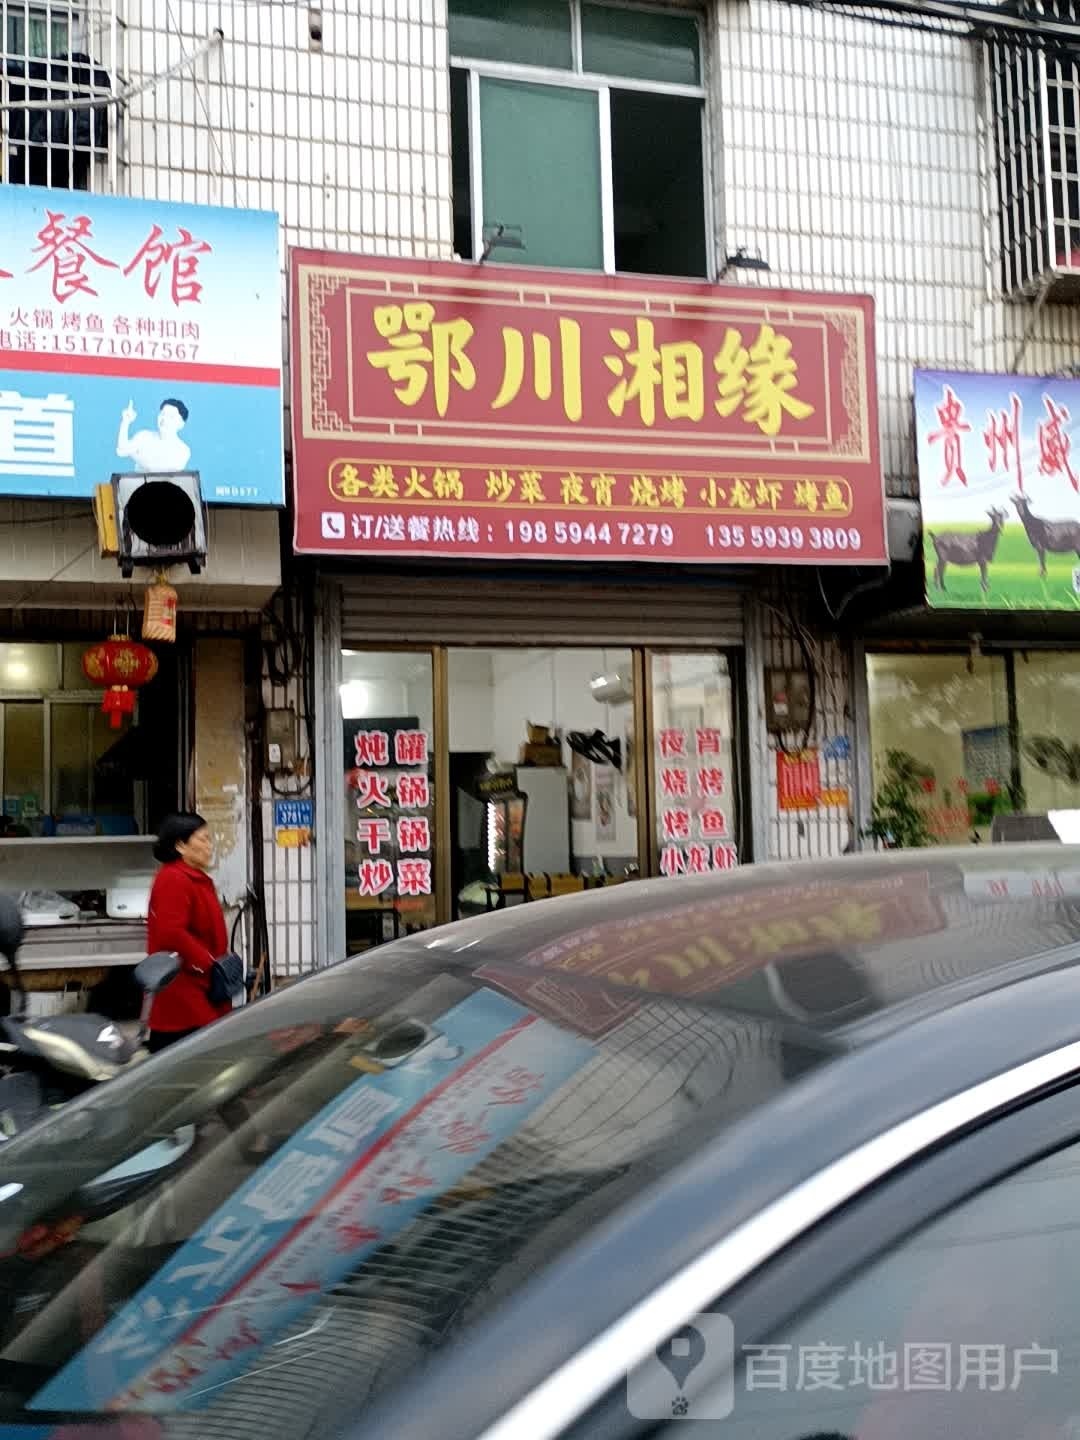 餐馆
火锅 烤鱼 各种扣肉
电话:15171047567
道
鄂川湘缘
各类火锅 炒菜 夜宵 烧烤 小龙虾 烤鱼
订/送餐热线：198 5944 7279 135 5939 3809
贵州威
炖罐
火锅
干锅
炒菜
夜宵
烧烤
烤鱼
小龙虾
3781
百度地图用户